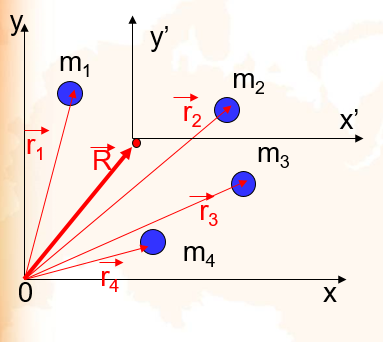 y
y’
m₁
m₂
r₂
x’
r₁
R
m₃
r₃
m₄
r₄
0
x